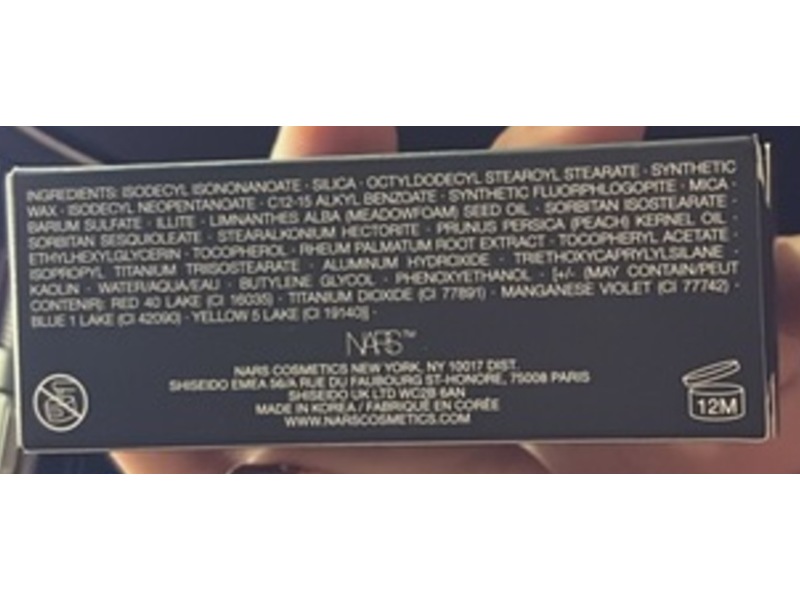 INGREDIENTS: ISODECYL ISONONANOATE · SILICA · OCTYLDODECYL STEAROYL STEARATE · SYNTHETIC
WAX · ISODECYL NEOPENTANOATE · C12-15 ALKYL BENZOATE · SYNTHETIC FLUORPHLOGOPITE · MICA ·
BARIUM SULFATE · ILLITE · LIMNANTHES ALBA (MEADOWFOAM) SEED OIL · SORBITAN ISOSTEARATE ·
SORBITAN SESQUIOLEATE · STEARALKONIUM HECTORITE · PRUNUS PERSICA (PEACH) KERNEL OIL ·
ETHYLHEXYLGLYCERIN · TOCOPHEROL · RHEUM PALMATUM ROOT EXTRACT · TOCOPHERYL ACETATE ·
ISOPROPYL TITANIUM TRIISOSTEARATE · ALUMINUM HYDROXIDE · TRIETHOXYCAPRYLYLSILANE ·
KAOLIN · WATER/AQUA/EAU · BUTYLENE GLYCOL · PHENOXYETHANOL · [+/- (MAY CONTAIN/PEUT
CONTENIR): RED 40 LAKE (CI 16035) · TITANIUM DIOXIDE (CI 77891) · MANGANESE VIOLET (CI 77742) ·
BLUE 1 LAKE (CI 42090) · YELLOW 5 LAKE (CI 19140)] ·
NARS™
NARS COSMETICS NEW YORK, NY 10017 DIST.
SHISEIDO EMEA 56/A RUE DU FAUBOURG ST-HONORE, 75008 PARIS
SHISEIDO UK LTD WC2B 6AN
MADE IN KOREA / FABRIQUÉ EN CORÉE
WWW.NARSCOSMETICS.COM
12M